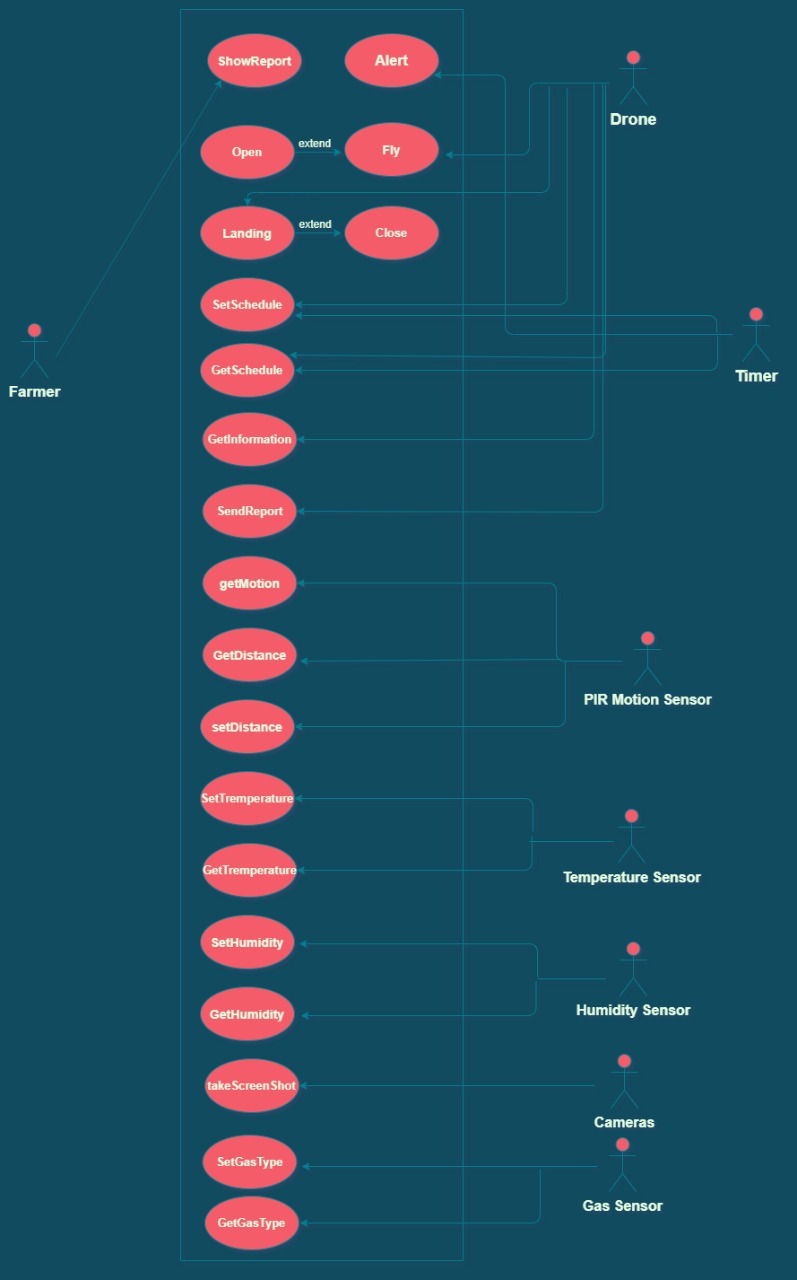 ShowReport
Alert
Drone
Open
extend
Fly
Landing
extend
Close
SetSchedule
GetSchedule
Timer
Farmer
GetInformation
SendReport
getMotion
GetDistance
PIR Motion Sensor
setDistance
SetTremperature
GetTremperature
Temperature Sensor
SetHumidity
GetHumidity
Humidity Sensor
takeScreenShot
Cameras
SetGasType
Gas Sensor
GetGasType